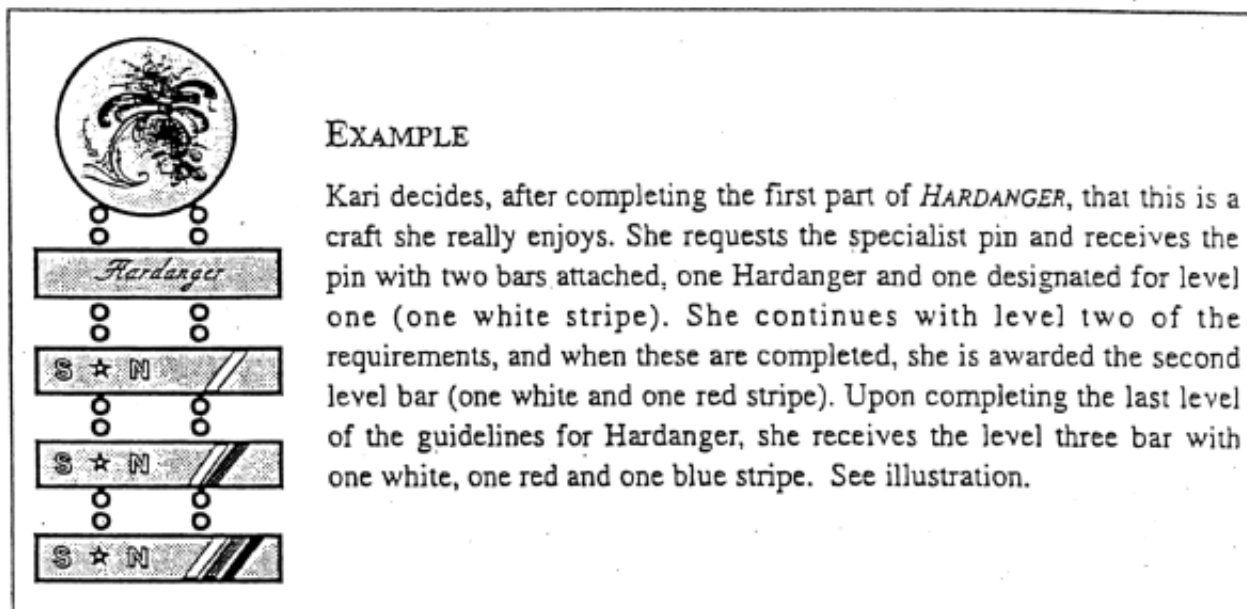 Hardanger
S ☆ N
S ☆ N
S ☆ N
EXAMPLE
Kari decides, after completing the first part of HARDANGER, that this is a
craft she really enjoys. She requests the specialist pin and receives the
pin with two bars attached, one Hardanger and one designated for level
one (one white stripe). She continues with level two of the
requirements, and when these are completed, she is awarded the second
level bar (one white and one red stripe). Upon completing the last level
of the guidelines for Hardanger, she receives the level three bar with
one white, one red and one blue stripe. See illustration.